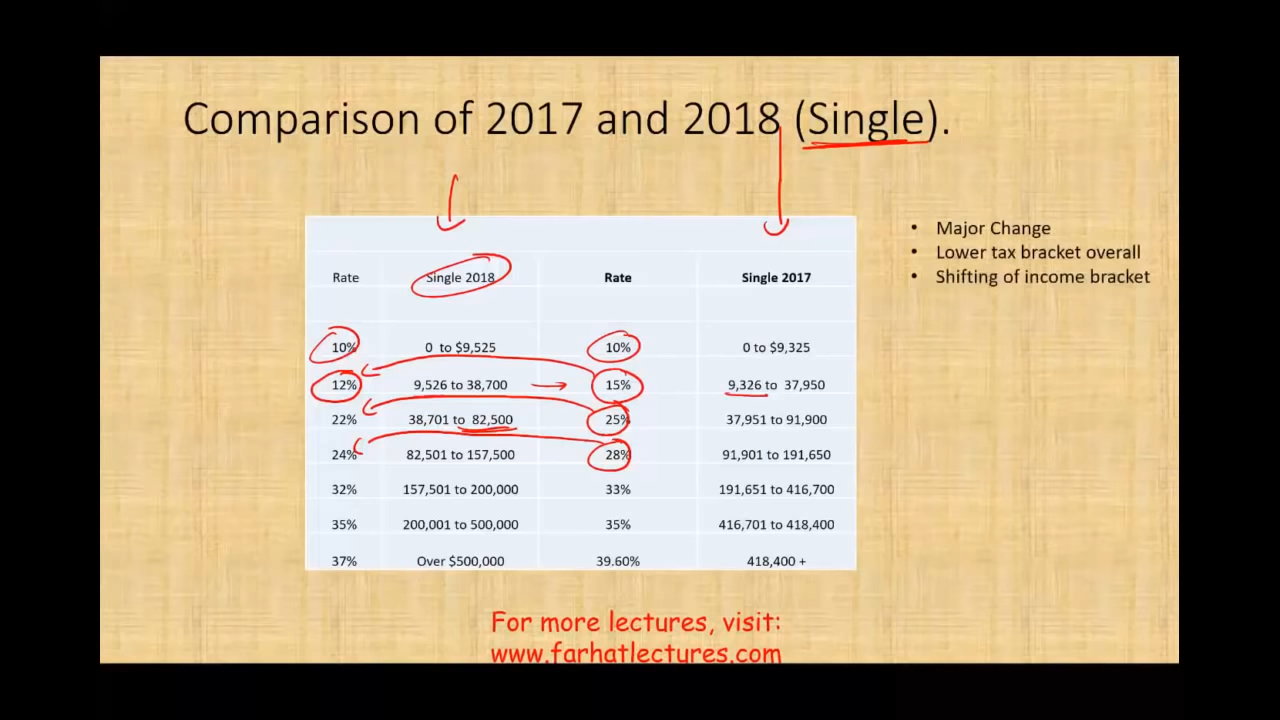 Comparison of 2017 and 2018 (Single).
• Major Change
• Lower tax bracket overall
• Shifting of income bracket
Rate Single 2018 Rate Single 2017
10% 0 to $9,525 10% 0 to $9,325
12% 9,526 to 38,700 15% 9,326 to 37,950
22% 38,701 to 82,500 25% 37,951 to 91,900
24% 82,501 to 157,500 28% 91,901 to 191,650
32% 157,501 to 200,000 33% 191,651 to 416,700
35% 200,001 to 500,000 35% 416,701 to 418,400
37% Over $500,000 39.60% 418,400 +
For more lectures, visit:
www.farhatlectures.com